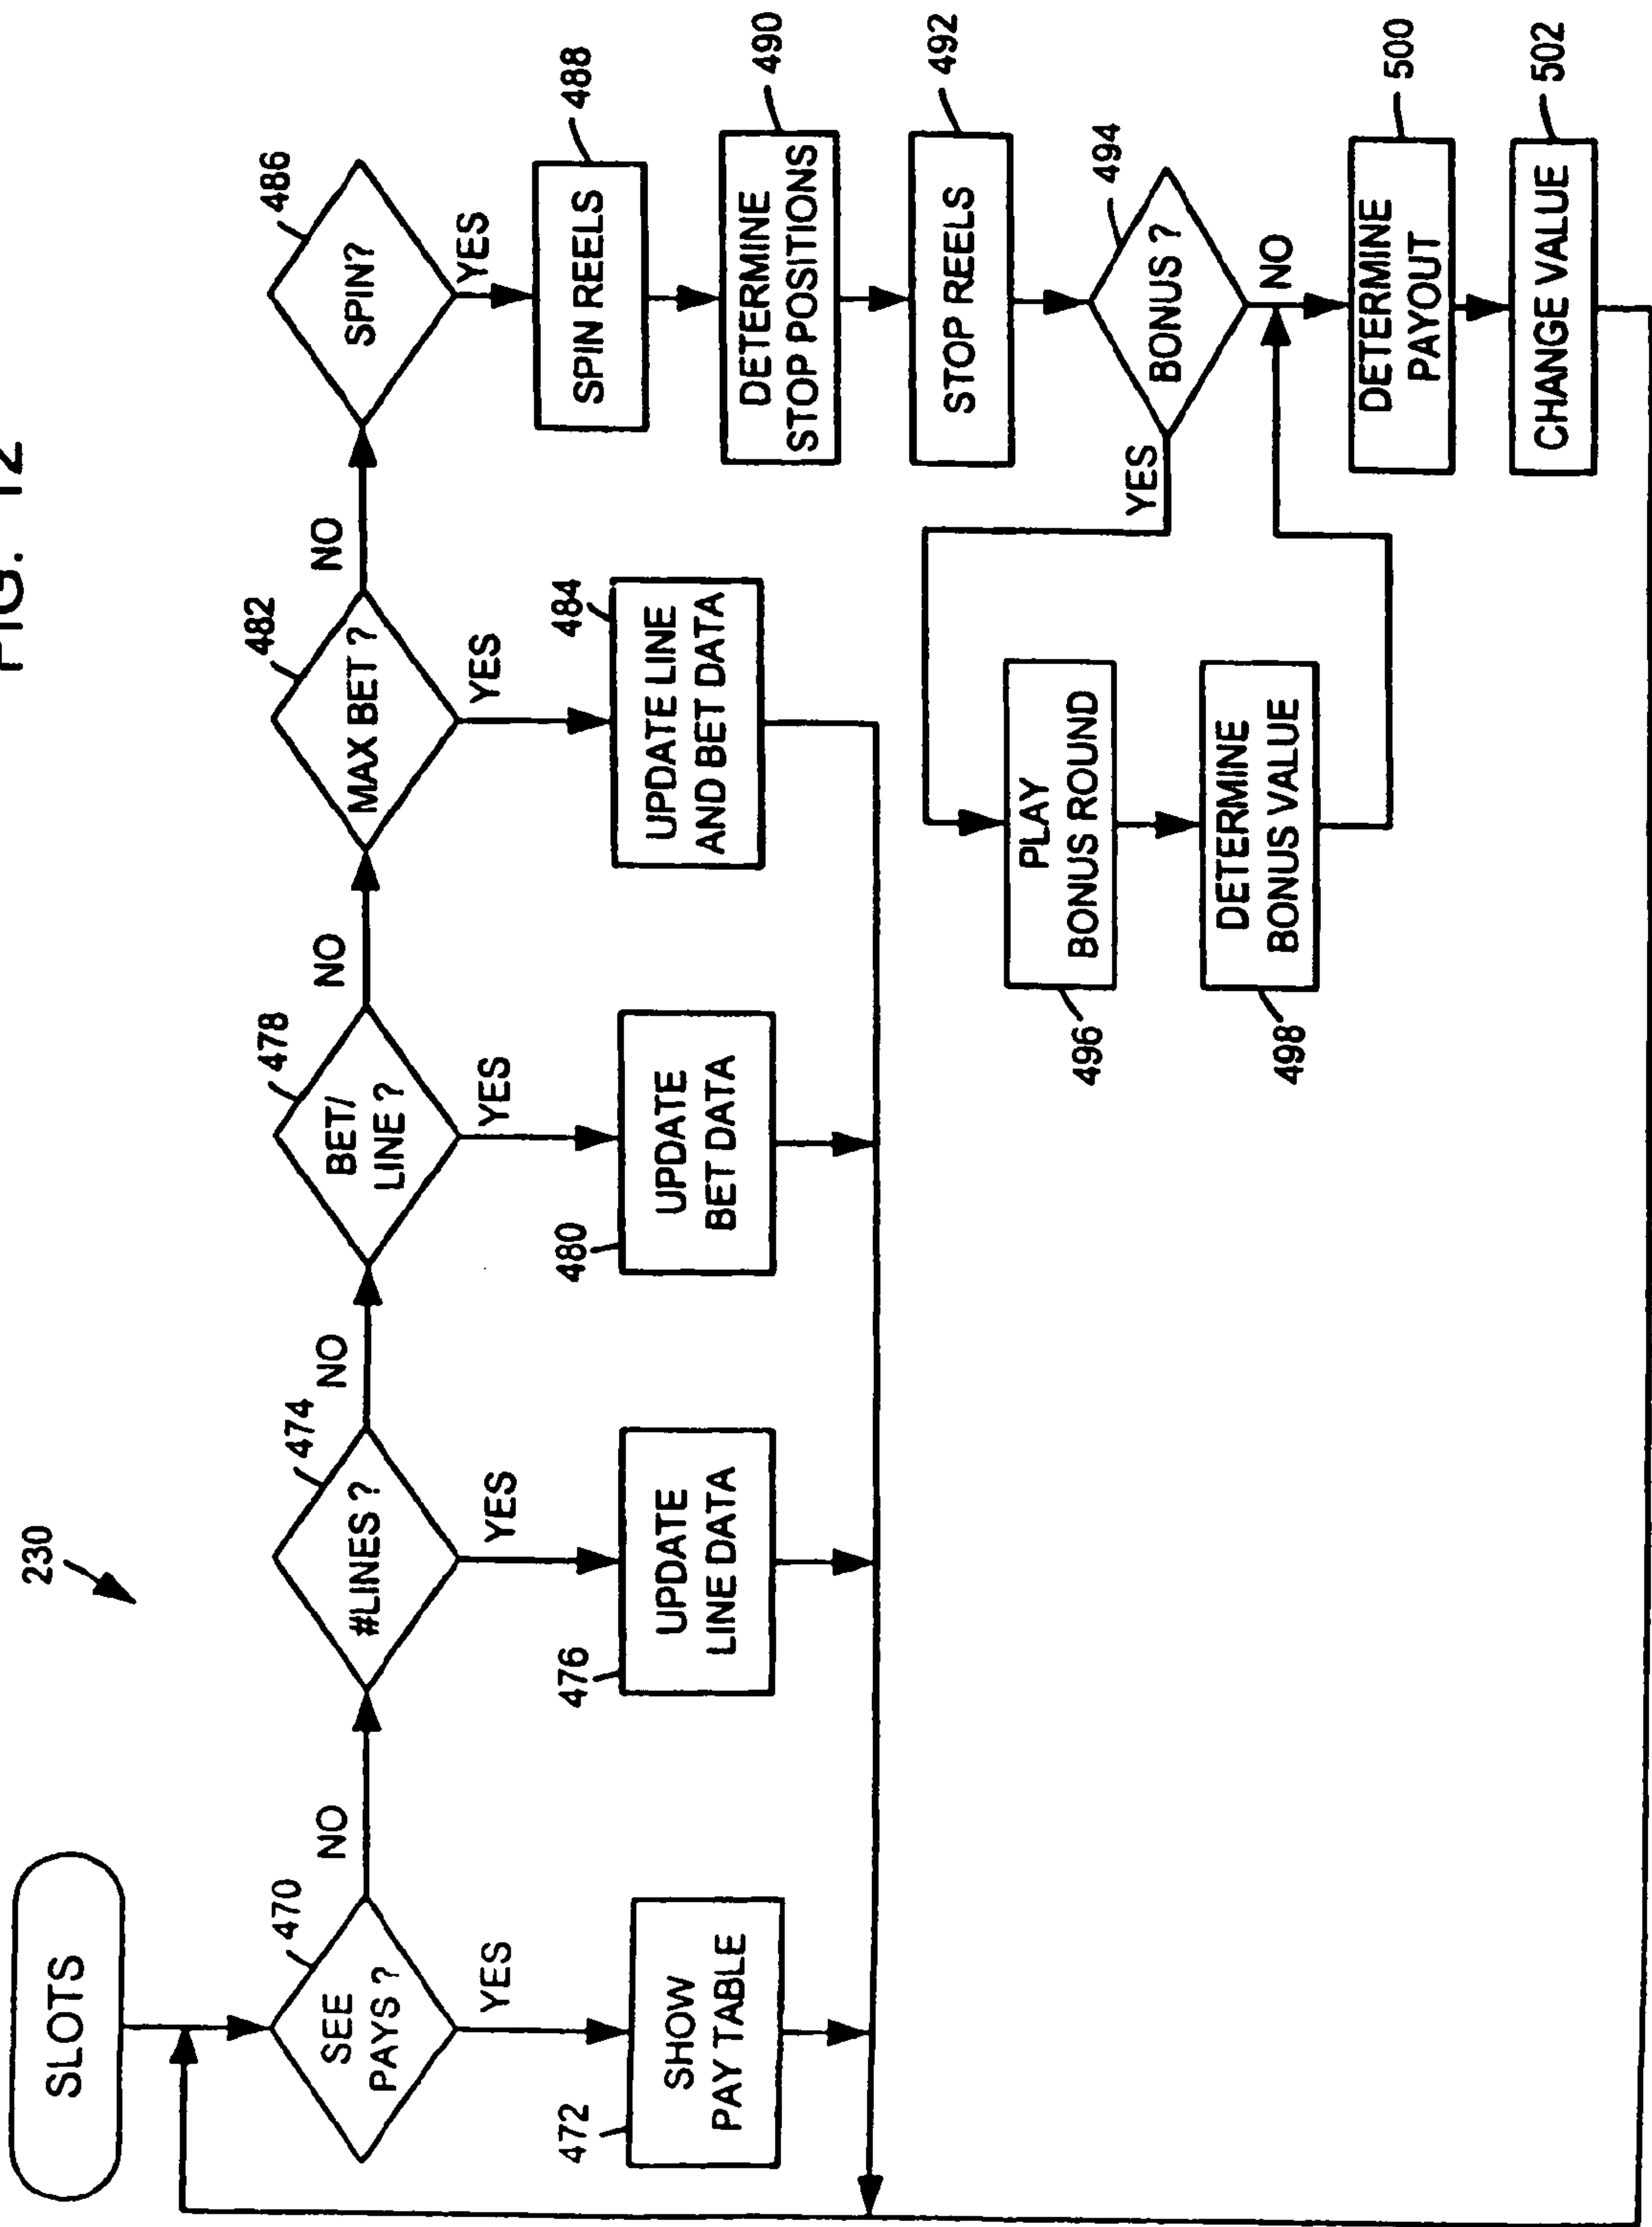 FIG. 12
230
SLOTS
470
SEE
PAYS ?
NO
YES
472
SHOW
PAY TABLE
474
#LINES ?
NO
YES
476
UPDATE
LINE DATA
478
BET/
LINE ?
NO
YES
480
UPDATE
BET DATA
482
MAX BET ?
NO
YES
484
UPDATE LINE
AND BET DATA
486
SPIN?
YES
488
SPIN REELS
490
DETERMINE
STOP POSITIONS
492
STOP REELS
494
BONUS ?
YES
NO
496
PLAY
BONUS ROUND
498
DETERMINE
BONUS VALUE
500
DETERMINE
PAYOUT
502
CHANGE VALUE